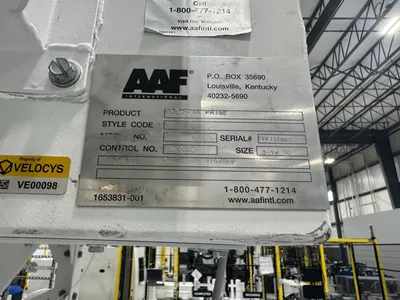 Call:
1-800-477-1214
or
Visit Our Website
www.aafintl.com
AAF
INTERNATIONAL
P.O. BOX 35690
Louisville, Kentucky
40232-5690
PRODUCT
STYLE CODE
NO. SERIAL#
CONTROL NO. SIZE
Property of
VELOCYS
VE00098
1653831-001
1-800-477-1214
www.aafintl.com